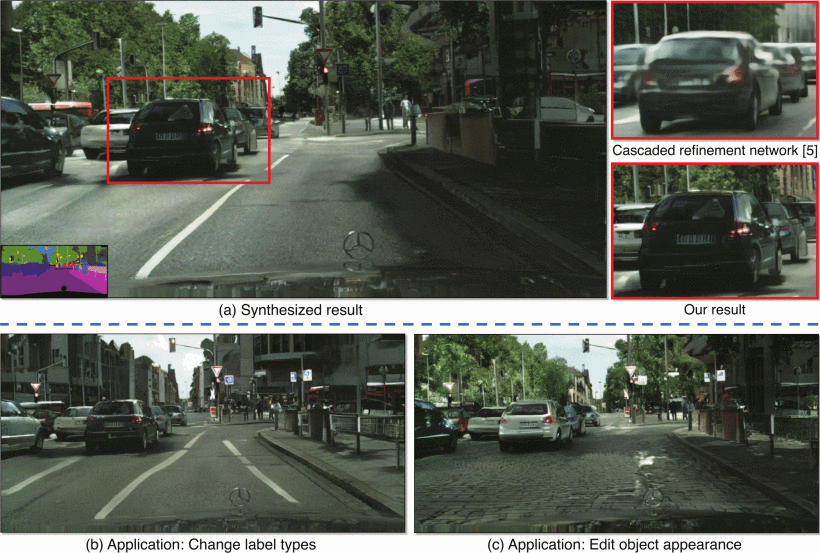 Cascaded refinement network [5]
(a) Synthesized result
Our result
(b) Application: Change label types
(c) Application: Edit object appearance